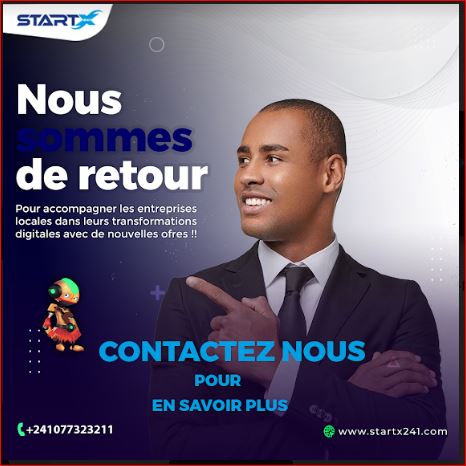 STARTX
Nous
sommes
de retour
Pour accompagner les entreprises
locales dans leurs transformations
digitales avec de nouvelles ofres !!
CONTACTEZ NOUS
POUR
EN SAVOIR PLUS
+241077323211
www.startx241.com